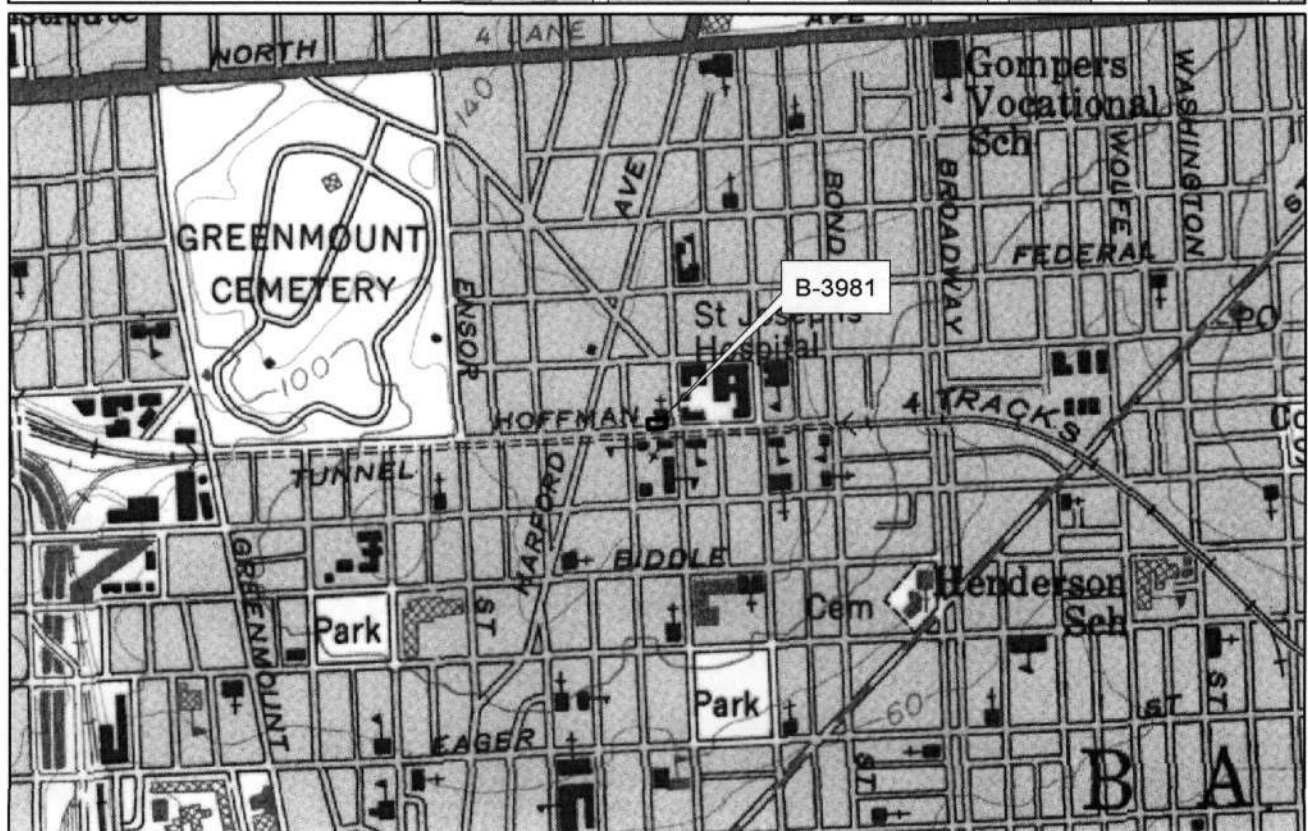 NORTH
4 LANE
AVE
Gompers
Vocational
Sch
WASHINGTON
WOLFE
140
AVE
BOND
BROADWAY
FEDERAL
GREENMOUNT
CEMETERY
ENSOR
B-3981
St Josephs
Hospital
PO
100
HOFFMAN
4 TRACKS
TUNNEL
HARFORD
BIDDLE
GREENMOUNT
Park
ST
Cem
Henderson
Sch
Park
60
ST
ST
EAGER
ST
B A